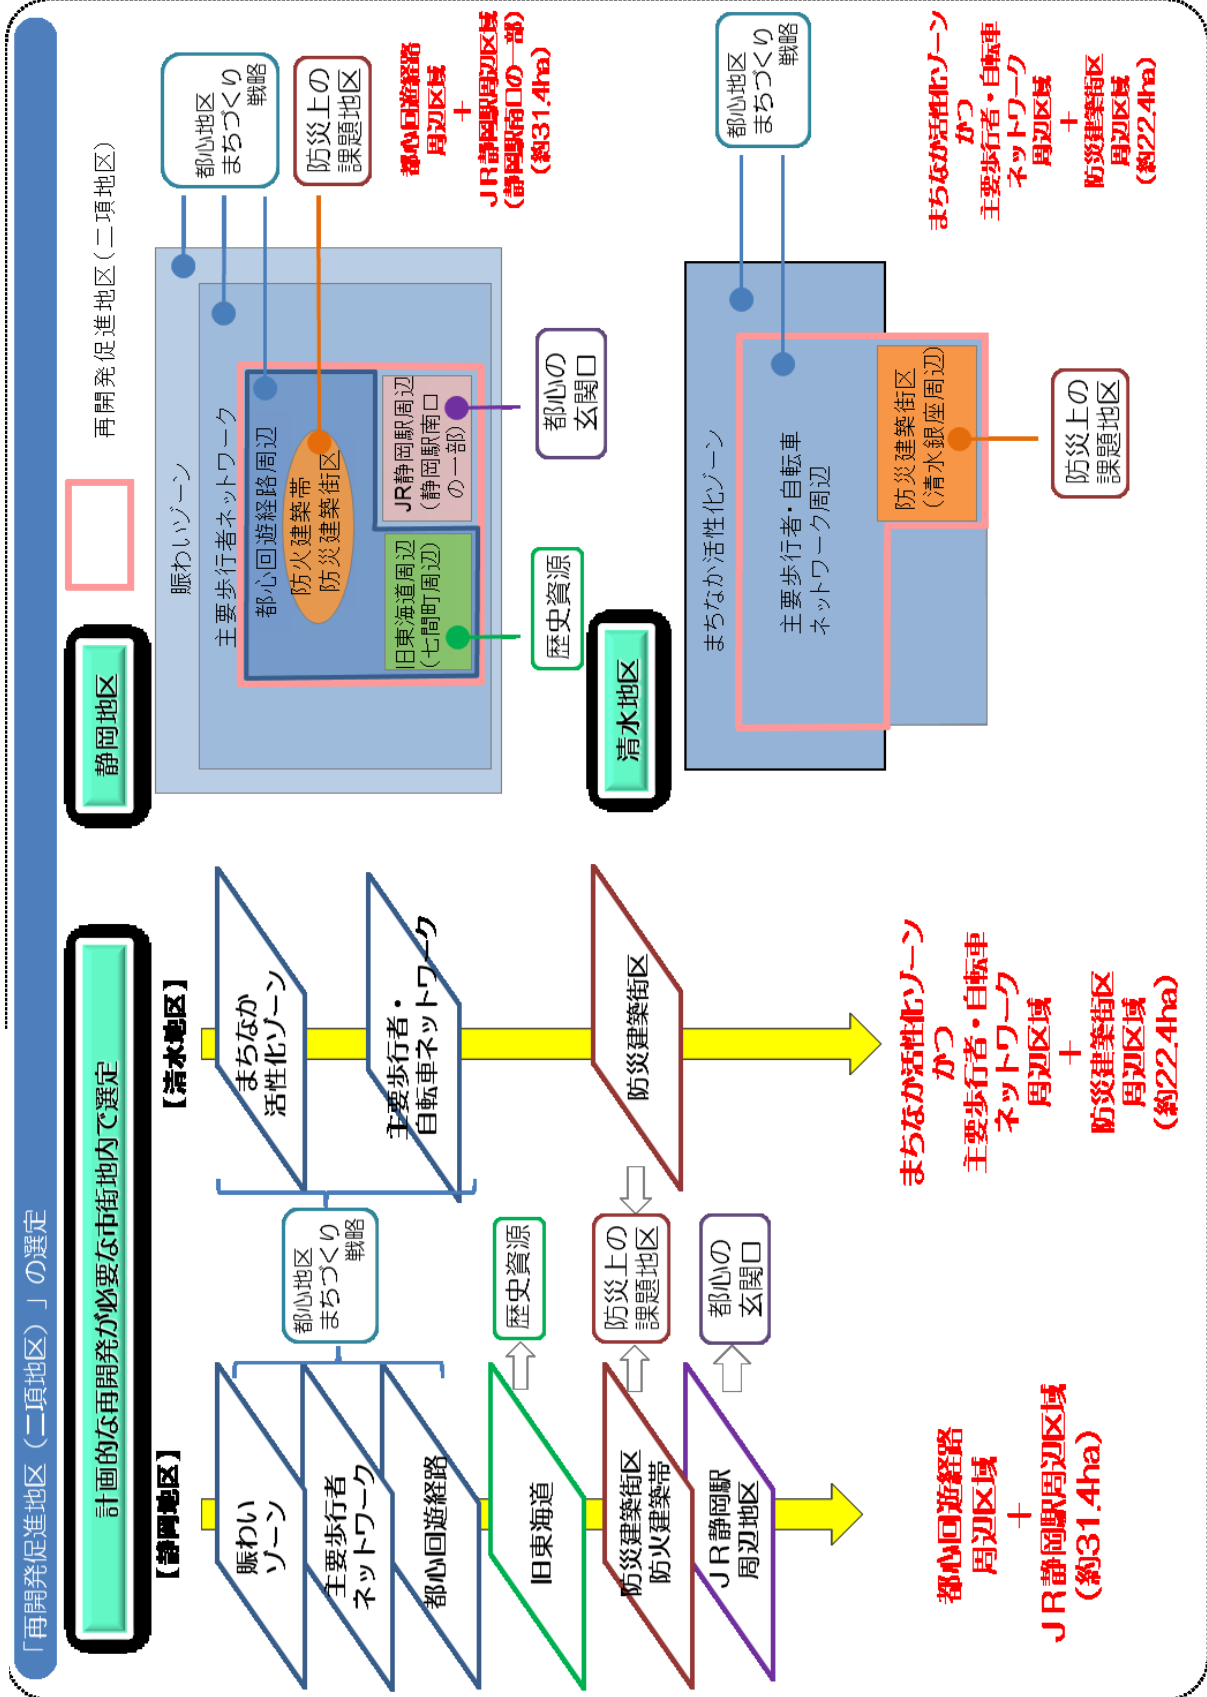 「再開発促進地区（二項地区）」の選定
計画的な再開発が必要な市街地内で選定
【静岡地区】
賑わい
ゾーン
主要歩行者
ネットワーク
都心回遊経路
旧東海道
防災建築街区
防火建築帯
ＪＲ静岡駅
周辺地区
都心地区
まちづくり
戦略
歴史資源
防災上の
課題地区
都心の
玄関口
都心回遊経路
周辺区域
＋
ＪＲ静岡駅周辺区域
(約31.4ha)
【清水地区】
まちなか
活性化ゾーン
主要歩行者・
自転車ネットワーク
防災建築街区
まちなか活性化ゾーン
かつ
主要歩行者・自転車
ネットワーク
周辺区域
＋
防災建築街区
周辺区域
(約22.4ha)
静岡地区
再開発促進地区(二項地区)
賑わいゾーン
主要歩行者ネットワーク
都心回遊経路周辺
防火建築帯
防災建築街区
旧東海道周辺
(七間町周辺)
JR静岡駅周辺
(静岡駅南口
の一部)
都心地区
まちづくり
戦略
防災上の
課題地区
歴史資源
都心の
玄関口
都心回遊経路
周辺区域
＋
ＪＲ静岡駅周辺区域
(静岡駅南口の一部)
(約31.4ha)
清水地区
まちなか活性化ゾーン
主要歩行者・自転車
ネットワーク周辺
防災建築街区
(清水銀座周辺)
都心地区
まちづくり
戦略
防災上の
課題地区
まちなか活性化ゾーン
かつ
主要歩行者・自転車
ネットワーク
周辺区域
＋
防災建築街区
周辺区域
(約22.4ha)